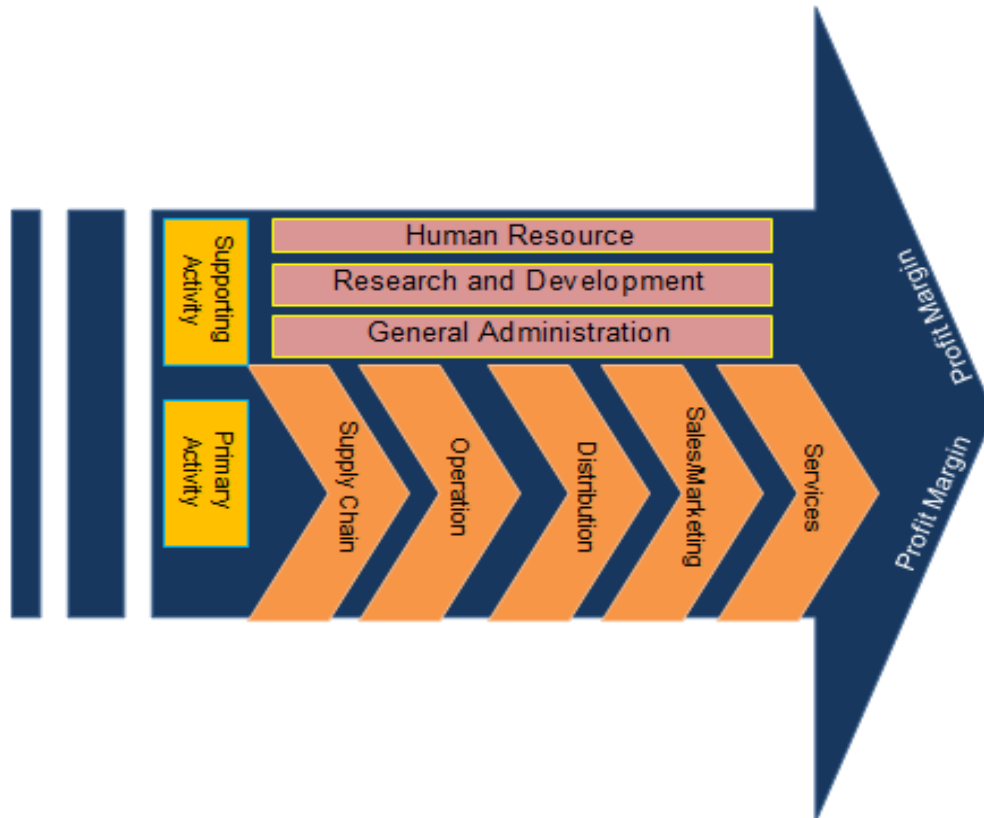 Supporting
Activity
Human Resource
Research and Development
General Administration
Primary
Activity
Supply Chain
Operation
Distribution
Sales/Marketing
Services
Profit Margin
Profit Margin